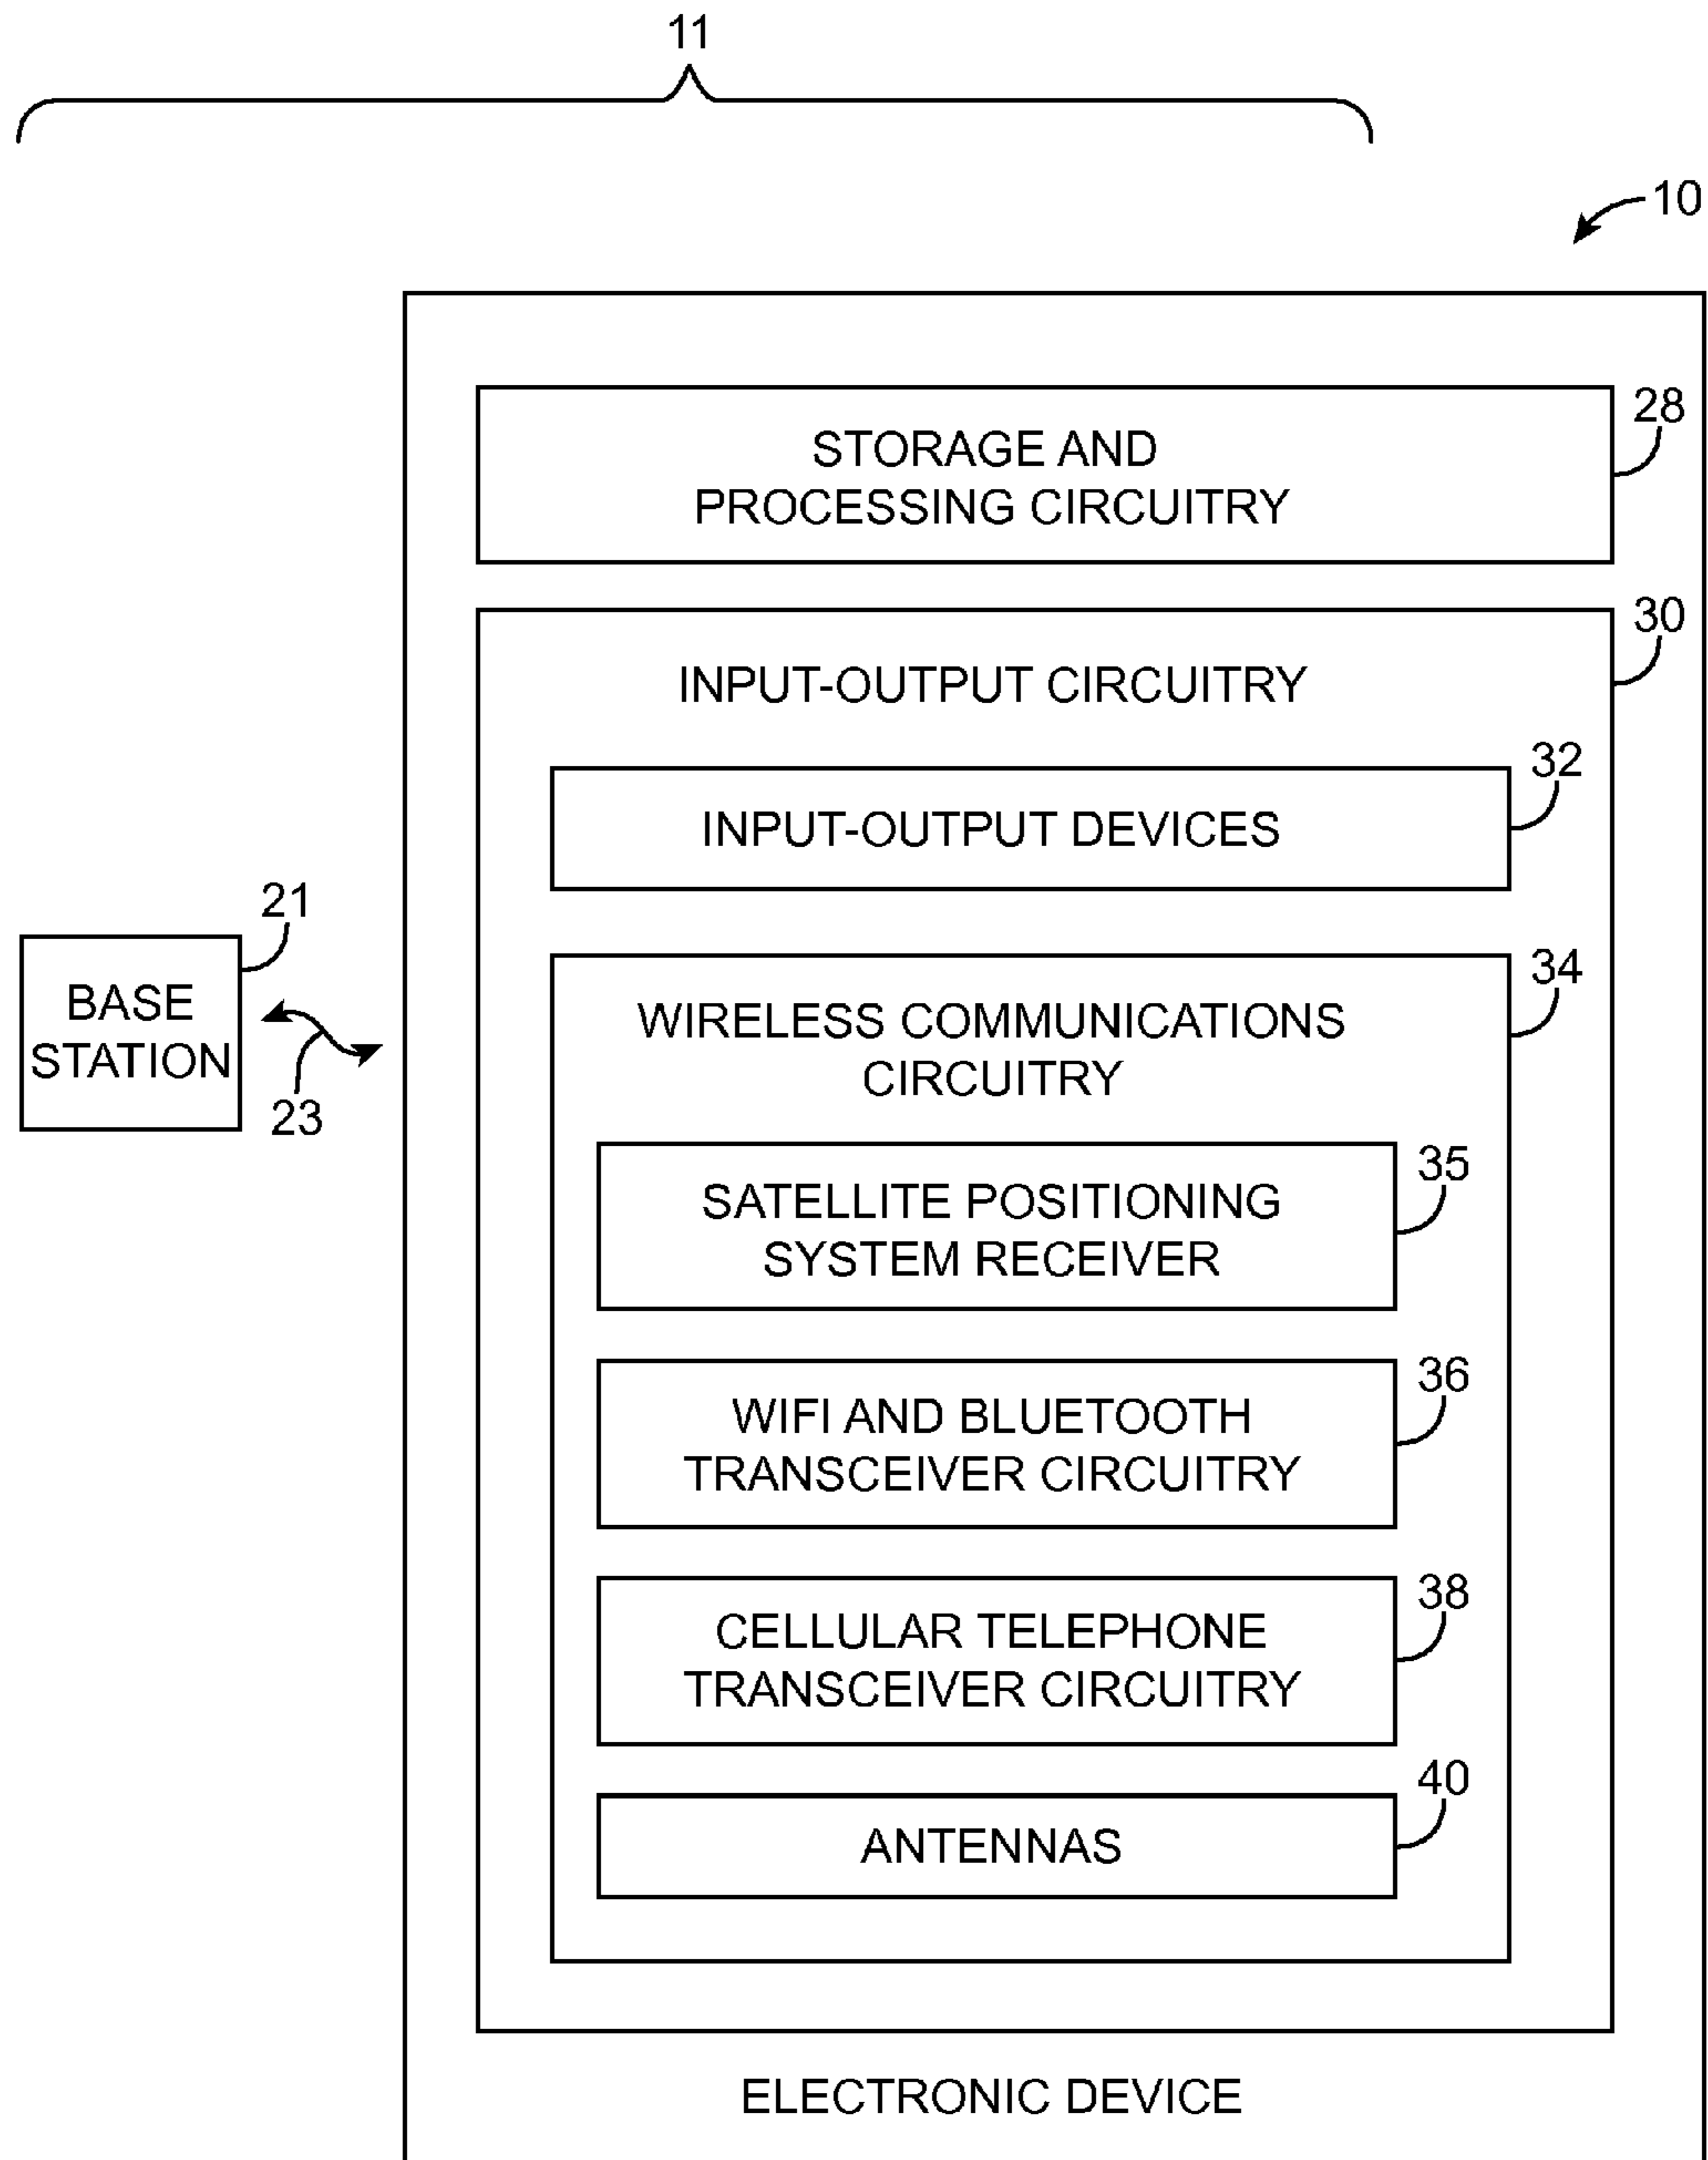 11
10
28
STORAGE AND
PROCESSING CIRCUITRY
30
INPUT-OUTPUT CIRCUITRY
32
INPUT-OUTPUT DEVICES
21
BASE
STATION
23
34
WIRELESS COMMUNICATIONS
CIRCUITRY
35
SATELLITE POSITIONING
SYSTEM RECEIVER
36
WIFI AND BLUETOOTH
TRANSCEIVER CIRCUITRY
38
CELLULAR TELEPHONE
TRANSCEIVER CIRCUITRY
40
ANTENNAS
ELECTRONIC DEVICE